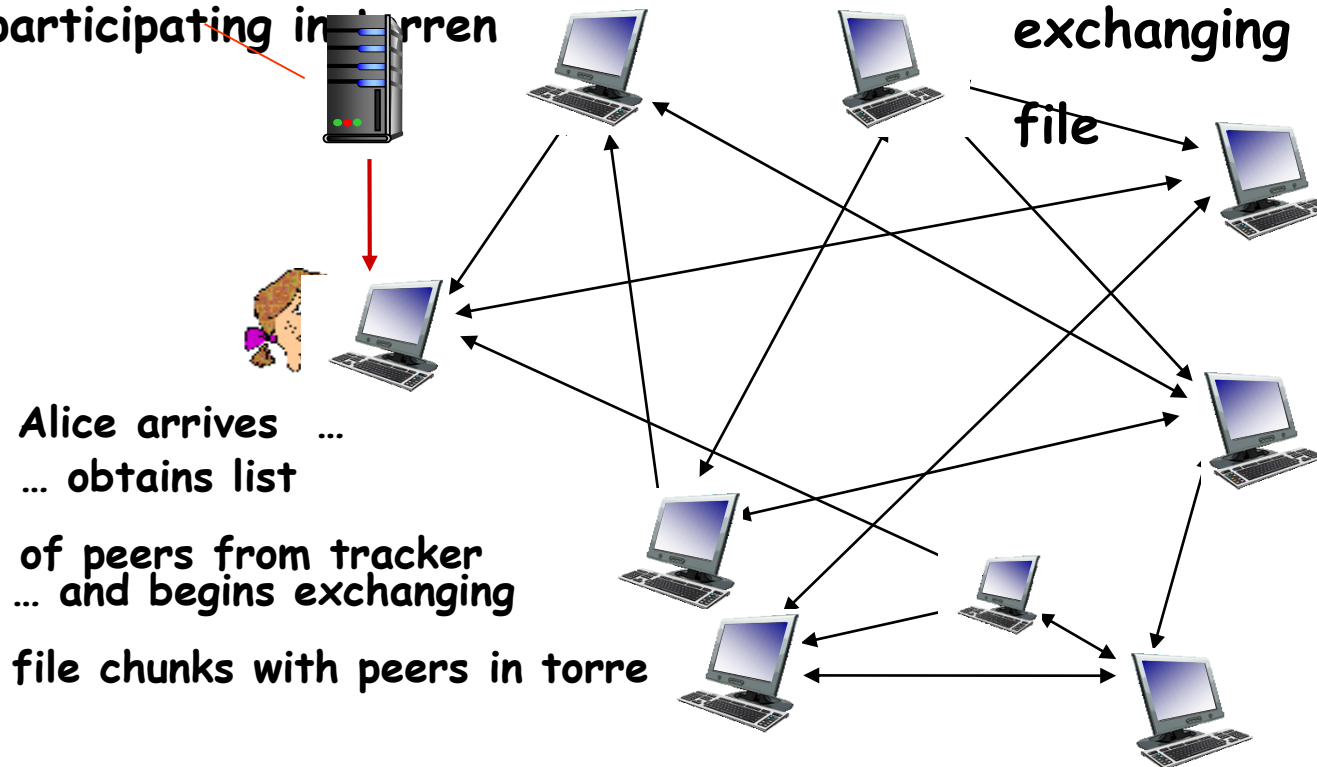 participating in torren
exchanging
file
Alice arrives …
… obtains list
of peers from tracker
… and begins exchanging
file chunks with peers in torre